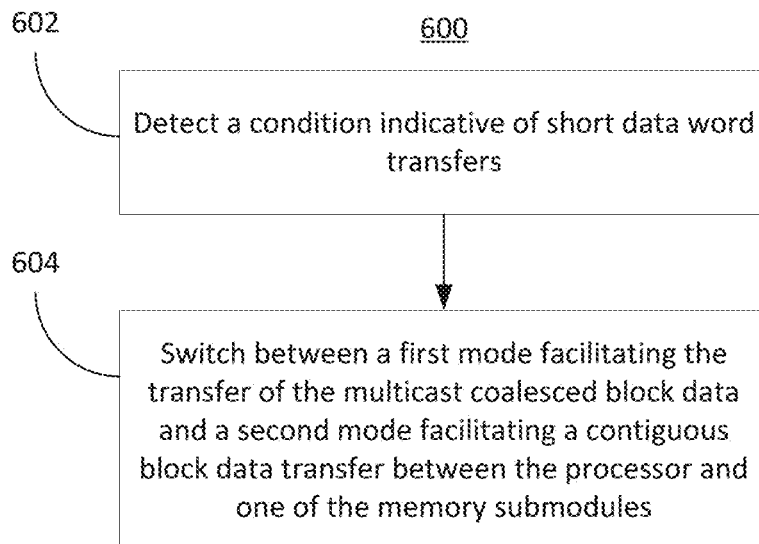 602
600
Detect a condition indicative of short data word
transfers
604
Switch between a first mode facilitating the
transfer of the multicast coalesced block data
and a second mode facilitating a contiguous
block data transfer between the processor and
one of the memory submodules